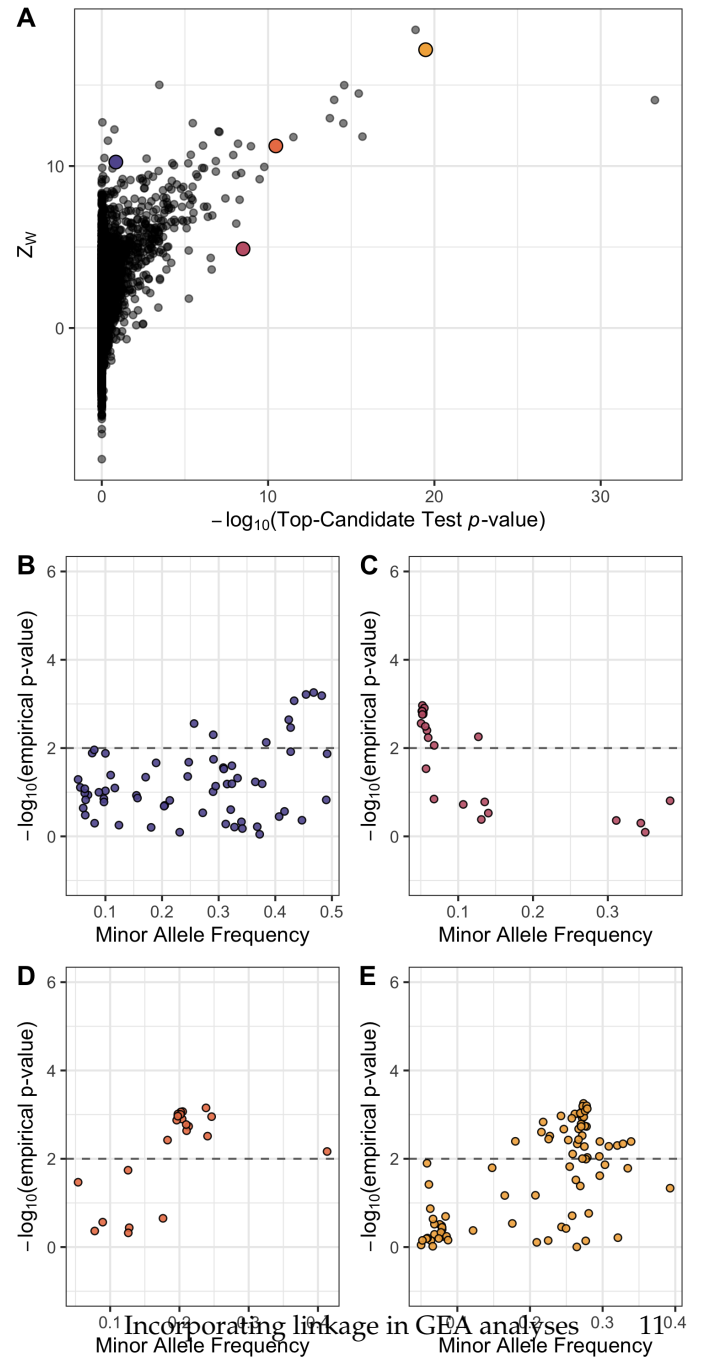 A
Z_W
10
0
0 10 20 30
−log10(Top-Candidate Test p-value)
B
−log10(empirical p-value)
6
4
2
0
0.1 0.2 0.3 0.4 0.5
Minor Allele Frequency
C
−log10(empirical p-value)
6
4
2
0
0.1 0.2 0.3
Minor Allele Frequency
D
−log10(empirical p-value)
6
4
2
0
0.1 0.2 0.3 0.4
Minor Allele Frequency
E
−log10(empirical p-value)
6
4
2
0
0.1 0.2 0.3 0.4
Minor Allele Frequency
Incorporating linkage in GEA analyses 11